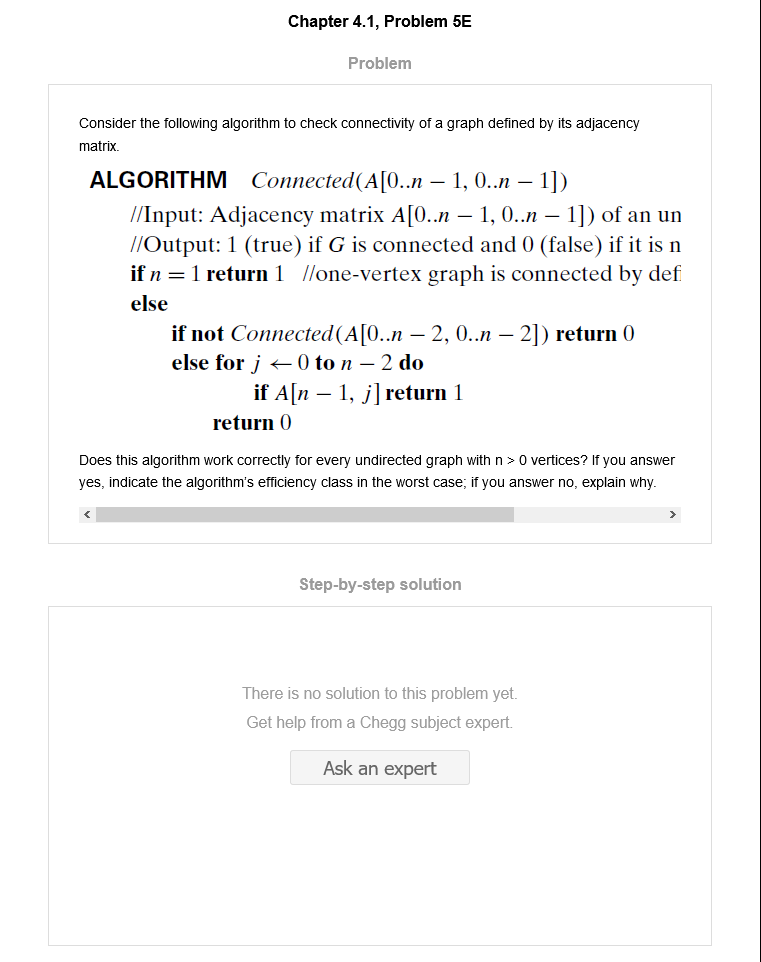 Chapter 4.1, Problem 5E
Problem
Consider the following algorithm to check connectivity of a graph defined by its adjacency
matrix.
ALGORITHM Connected(A[0..n − 1, 0..n − 1])
//Input: Adjacency matrix A[0..n − 1, 0..n − 1]) of an un
//Output: 1 (true) if G is connected and 0 (false) if it is n
if n = 1 return 1 //one-vertex graph is connected by defi
else
if not Connected(A[0..n − 2, 0..n − 2]) return 0
else for j ← 0 to n − 2 do
if A[n − 1, j] return 1
return 0
Does this algorithm work correctly for every undirected graph with n > 0 vertices? If you answer
yes, indicate the algorithm's efficiency class in the worst case; if you answer no, explain why.
Step-by-step solution
There is no solution to this problem yet.
Get help from a Chegg subject expert.
Ask an expert